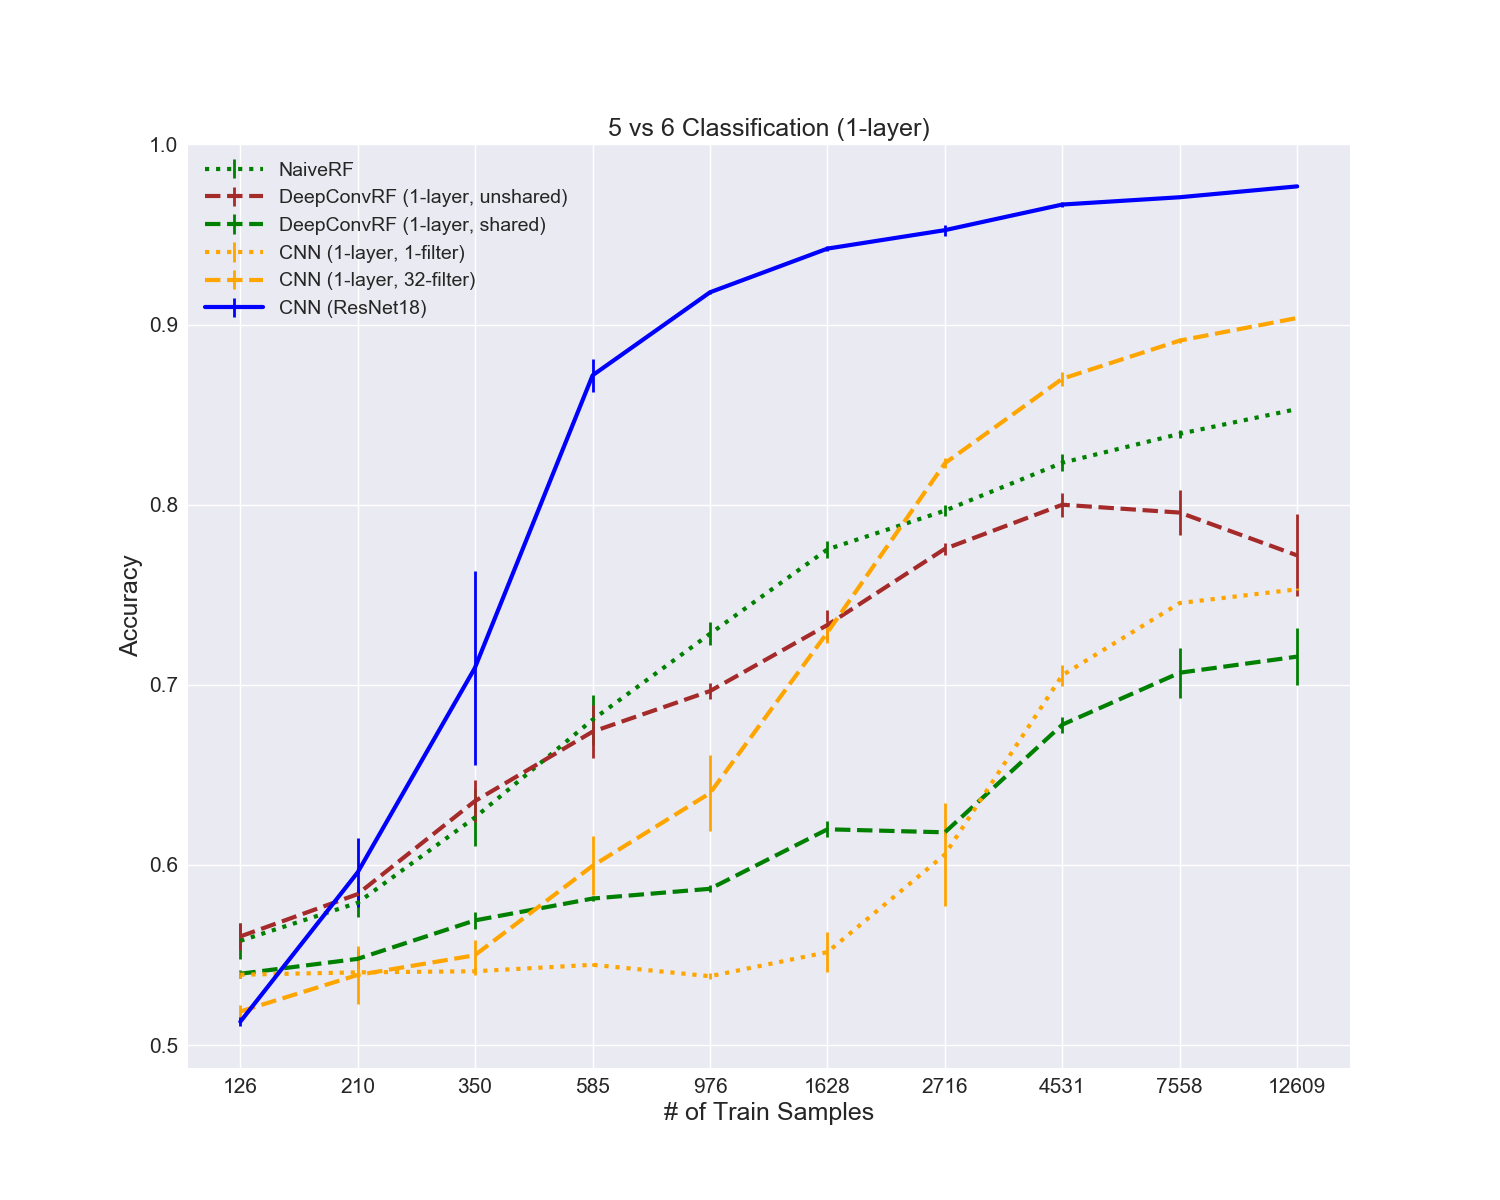 5 vs 6 Classification (1-layer)
1.0
0.9
0.8
0.7
0.6
0.5
Accuracy
NaiveRF
DeepConvRF (1-layer, unshared)
DeepConvRF (1-layer, shared)
CNN (1-layer, 1-filter)
CNN (1-layer, 32-filter)
CNN (ResNet18)
126 210 350 585 976 1628 2716 4531 7558 12609
# of Train Samples